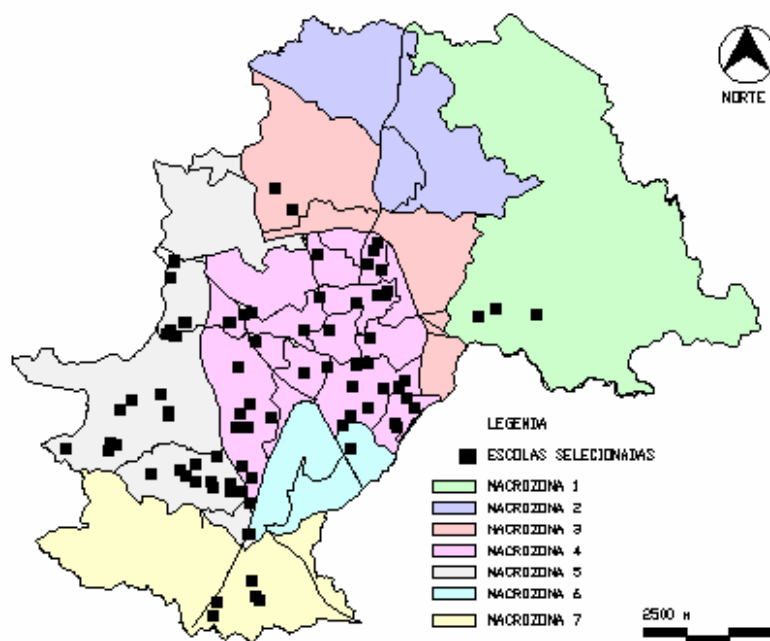 NORTE
LEGENDA
ESCOLAS SELECIONADAS
MACROZONA 1
MACROZONA 2
MACROZONA 3
MACROZONA 4
MACROZONA 5
MACROZONA 6
MACROZONA 7
2500 M